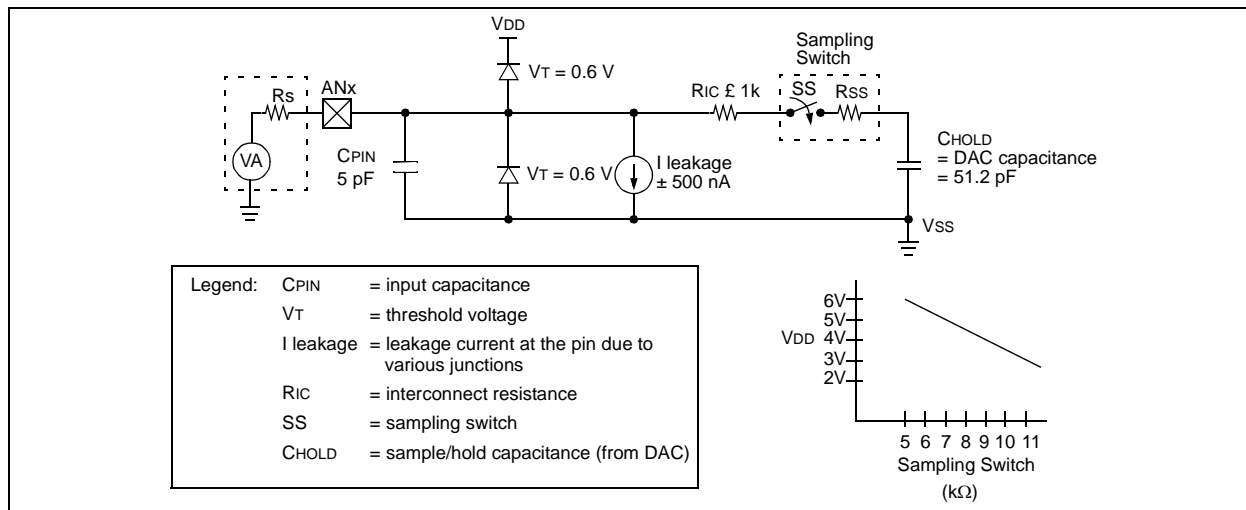 VDD
Sampling
Switch
VT = 0.6 V
RIC £ 1k
SS
RSS
Rs
ANx
VA
CPIN
5 pF
VT = 0.6 V
I leakage
± 500 nA
CHOLD
= DAC capacitance
= 51.2 pF
VSS
Legend: CPIN = input capacitance
VT = threshold voltage
I leakage = leakage current at the pin due to
various junctions
RIC = interconnect resistance
SS = sampling switch
CHOLD = sample/hold capacitance (from DAC)
6V
5V
VDD 4V
3V
2V
5 6 7 8 9 10 11
Sampling Switch
(kΩ)